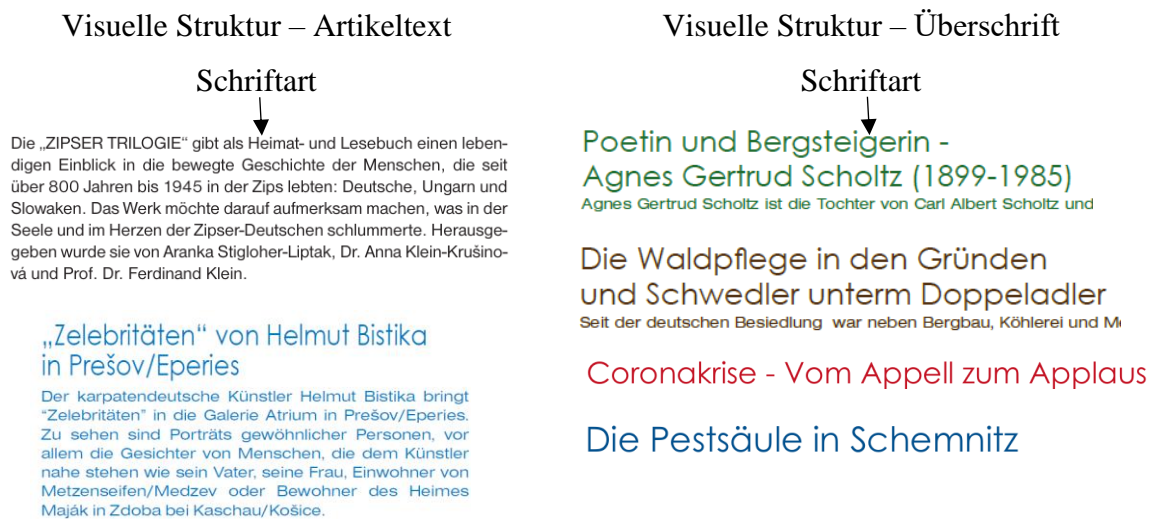 Visuelle Struktur – Artikeltext
Schriftart
Die „ZIPSER TRILOGIE“ gibt als Heimat- und Lesebuch einen leben-
digen Einblick in die bewegte Geschichte der Menschen, die seit
über 800 Jahren bis 1945 in der Zips lebten: Deutsche, Ungarn und
Slowaken. Das Werk möchte darauf aufmerksam machen, was in der
Seele und im Herzen der Zipser-Deutschen schlummerte. Herausge-
geben wurde sie von Aranka Stigloher-Liptak, Dr. Anna Klein-Krušino-
vá und Prof. Dr. Ferdinand Klein.
„Zelebritäten“ von Helmut Bistika
in Prešov/Eperies
Der karpatendeutsche Künstler Helmut Bistika bringt
“Zelebritäten” in die Galerie Atrium in Prešov/Eperies.
Zu sehen sind Porträts gewöhnlicher Personen, vor
allem die Gesichter von Menschen, die dem Künstler
nahe stehen wie sein Vater, seine Frau, Einwohner von
Metzenseifen/Medzev oder Bewohner des Heimes
Maják in Zdoba bei Kaschau/Košice.
Visuelle Struktur – Überschrift
Schriftart
Poetin und Bergsteigerin -
Agnes Gertrud Scholtz (1899-1985)
Agnes Gertrud Scholtz ist die Tochter von Carl Albert Scholtz und
Die Waldpflege in den Gründen
und Schwedler unterm Doppeladler
Seit der deutschen Besiedlung war neben Bergbau, Köhlerei und
Coronakrise - Vom Appell zum Applaus
Die Pestsäule in Schemnitz